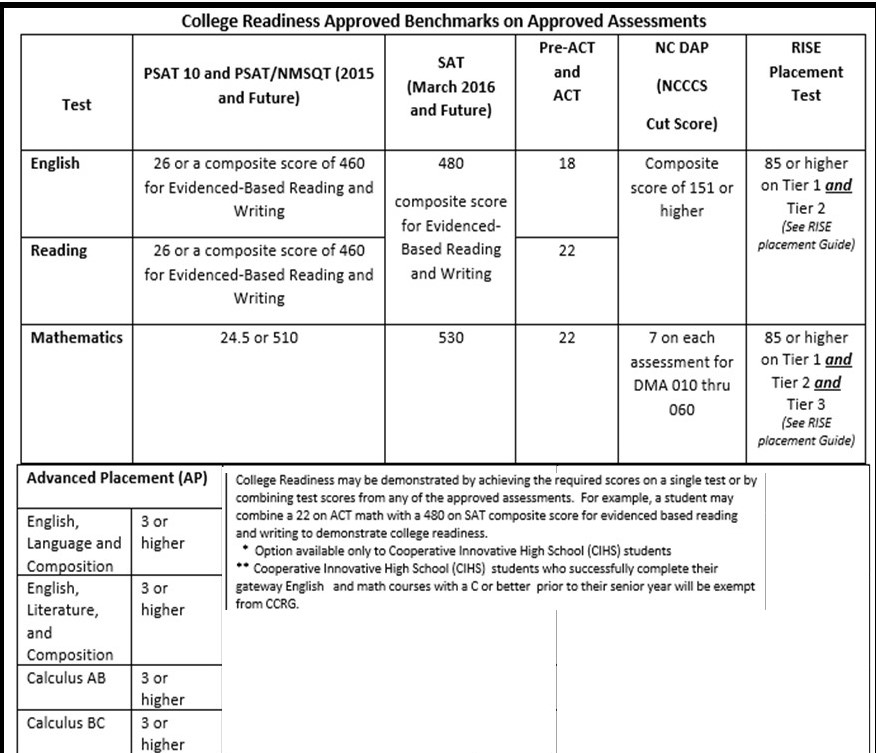 College Readiness Approved Benchmarks on Approved Assessments
Test
PSAT 10 and PSAT/NMSQT (2015
and Future)
SAT
(March 2016
and Future)
Pre-ACT
and
ACT
NC DAP
(NCCCS
Cut Score)
RISE
Placement
Test
English
26 or a composite score of 460
for Evidenced-Based Reading and
Writing
480
composite score
for Evidenced-
Based Reading
and Writing
18
Composite
score of 151 or
higher
85 or higher
on Tier 1 and
Tier 2
(See RISE
placement Guide)
Reading
26 or a composite score of 460
for Evidenced-Based Reading and
Writing
22
Mathematics
24.5 or 510
530
22
7 on each
assessment for
DMA 010 thru
060
85 or higher
on Tier 1 and
Tier 2 and
Tier 3
(See RISE
placement Guide)
Advanced Placement (AP)
English,
Language and
Composition
3 or
higher
English,
Literature,
and
Composition
3 or
higher
Calculus AB
3 or
higher
Calculus BC
3 or
higher
College Readiness may be demonstrated by achieving the required scores on a single test or by
combining test scores from any of the approved assessments. For example, a student may
combine a 22 on ACT math with a 480 on SAT composite score for evidenced based reading
and writing to demonstrate college readiness.
* Option available only to Cooperative Innovative High School (CIHS) students
** Cooperative Innovative High School (CIHS) students who successfully complete their
gateway English and math courses with a C or better prior to their senior year will be exempt
from CCRG.